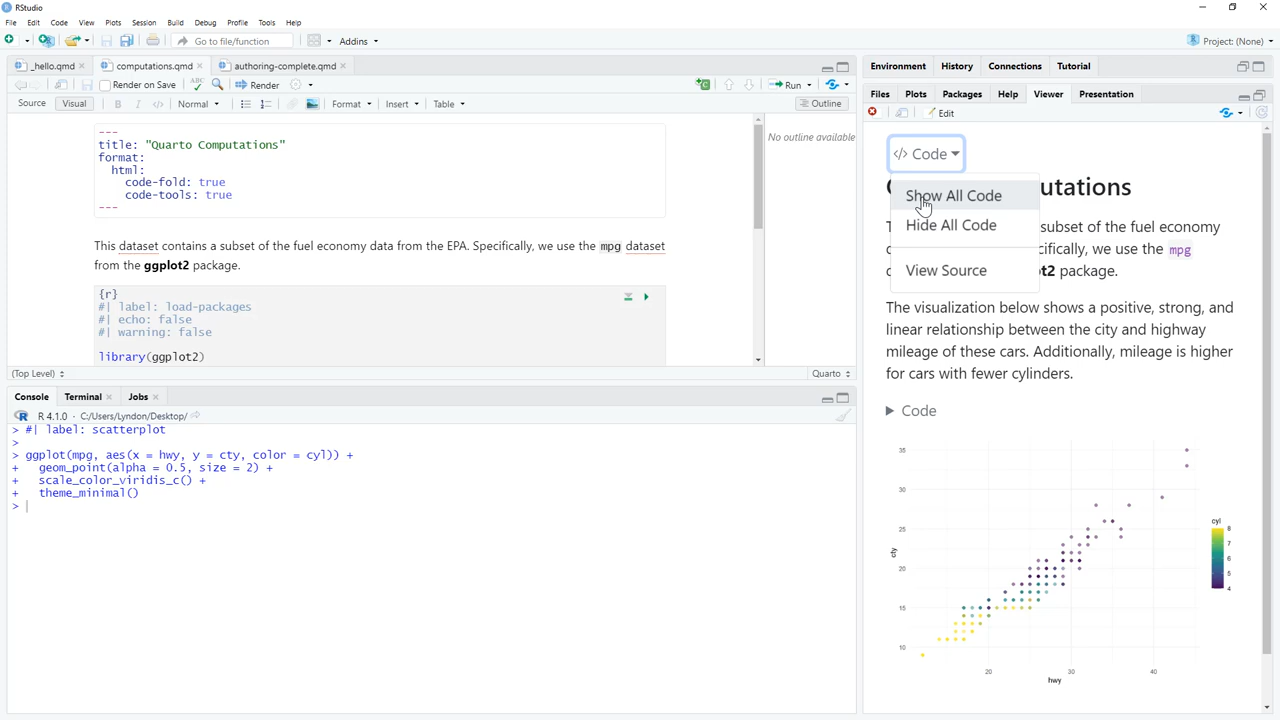 RStudio
File Edit Code View Plots Session Build Debug Profile Tools Help
Go to file/function Addins Project: (None)
_hello.qmd computations.qmd authoring-complete.qmd
Render on Save ABC Render Run
Source Visual B I </> Normal Format Insert Table Outline
---
title: "Quarto Computations"
format:
html:
code-fold: true
code-tools: true
---
No outline available
This dataset contains a subset of the fuel economy data from the EPA. Specifically, we use the mpg dataset
from the ggplot2 package.
{r}
#| label: load-packages
#| echo: false
#| warning: false
library(ggplot2)
(Top Level) Quarto
Console Terminal Jobs
R R 4.1.0 · C:/Users/Lyndon/Desktop/
> #| label: scatterplot
>
> ggplot(mpg, aes(x = hwy, y = cty, color = cyl)) +
+ geom_point(alpha = 0.5, size = 2) +
+ scale_color_viridis_c() +
+ theme_minimal()
>
Environment History Connections Tutorial
Files Plots Packages Help Viewer Presentation
Edit
</> Code
Show All Code
Hide All Code
View Source
utations
subset of the fuel economy
cifically, we use the mpg
ot2 package.
The visualization below shows a positive, strong, and
linear relationship between the city and highway
mileage of these cars. Additionally, mileage is higher
for cars with fewer cylinders.
Code
35
30
25
20
15
10
cty
20 30 40
hwy
cyl
8
7
6
5
4